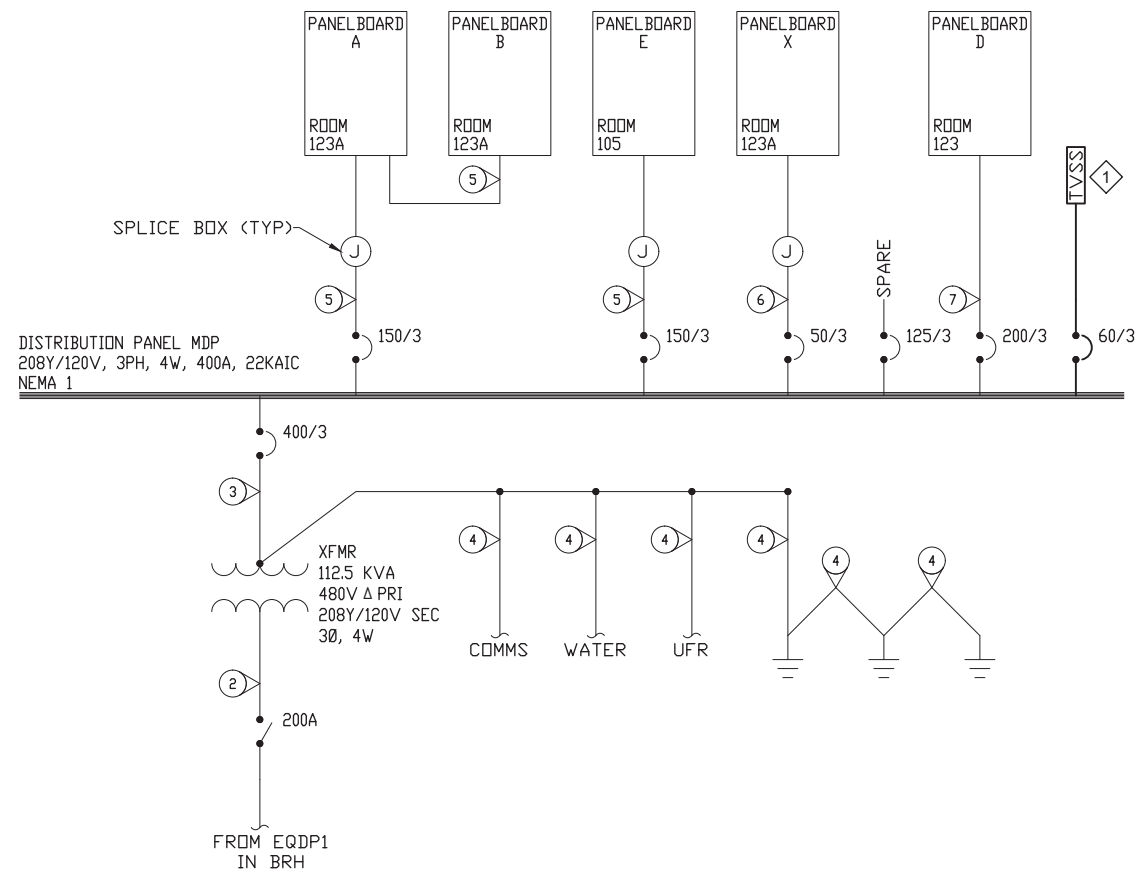 PANELBOARD
A
ROOM
123A
PANELBOARD
B
ROOM
123A
PANELBOARD
E
ROOM
105
PANELBOARD
X
ROOM
123A
PANELBOARD
D
ROOM
123
TVSS
1
5
SPLICE BOX (TYP)
J
J
J
SPARE
5
5
6
7
150/3
150/3
50/3
125/3
200/3
60/3
DISTRIBUTION PANEL MDP
208Y/120V, 3PH, 4W, 400A, 22KAIC
NEMA 1
400/3
3
4
4
4
4
4
4
XFMR
112.5 KVA
480V Δ PRI
208Y/120V SEC
3Ø, 4W
COMMS
WATER
UFR
2
200A
FROM EQDP1
IN BRH